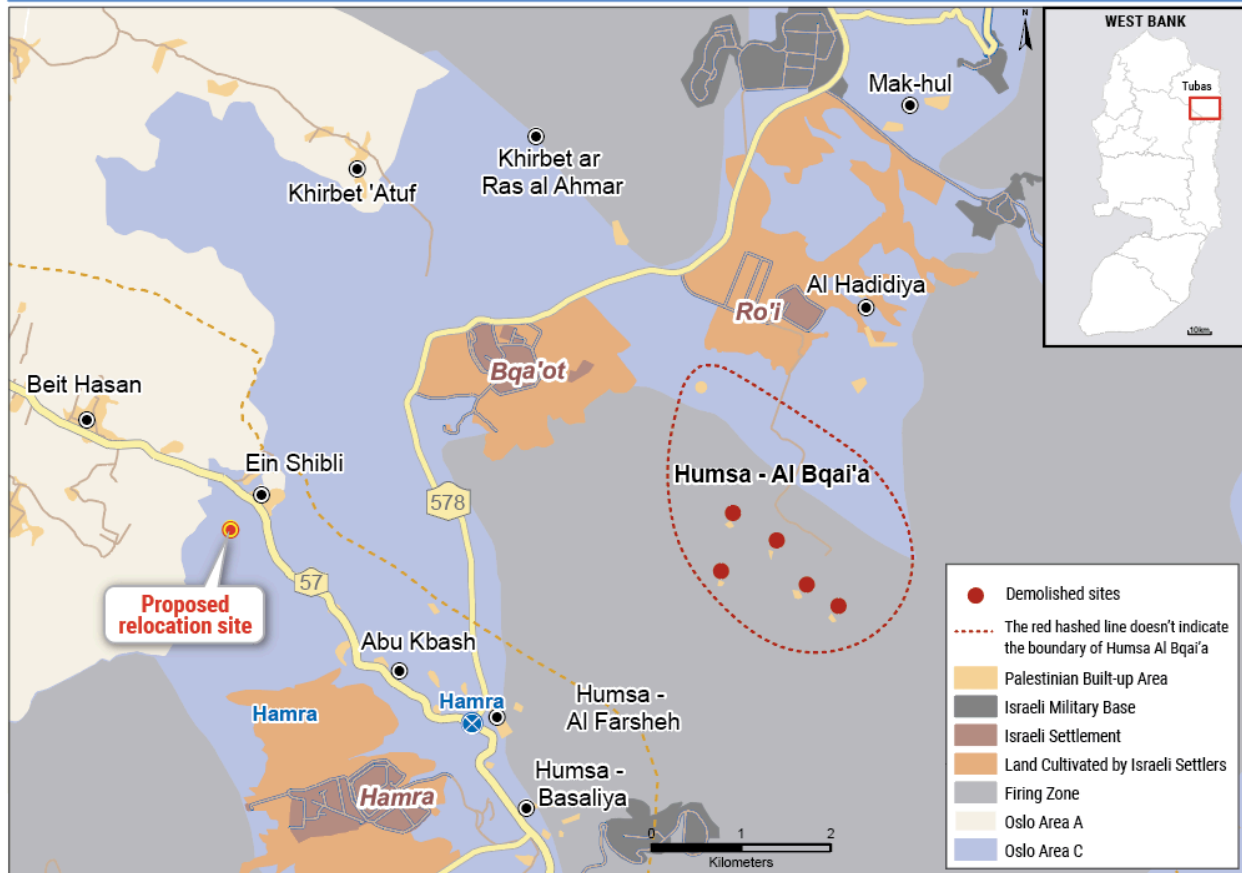 N
WEST BANK
Tubas
10km
Mak-hul
Khirbet ar
Ras al Ahmar
Khirbet 'Atuf
Al Hadidiya
Ro'i
Bqa'ot
Beit Hasan
Ein Shibli
Humsa - Al Bqai'a
578
57
Proposed
relocation site
Abu Kbash
Hamra
Hamra
Humsa -
Al Farsheh
Humsa -
Basaliya
Hamra
0 1 2
Kilometers
Demolished sites
The red hashed line doesn't indicate
the boundary of Humsa Al Bqai'a
Palestinian Built-up Area
Israeli Military Base
Israeli Settlement
Land Cultivated by Israeli Settlers
Firing Zone
Oslo Area A
Oslo Area C